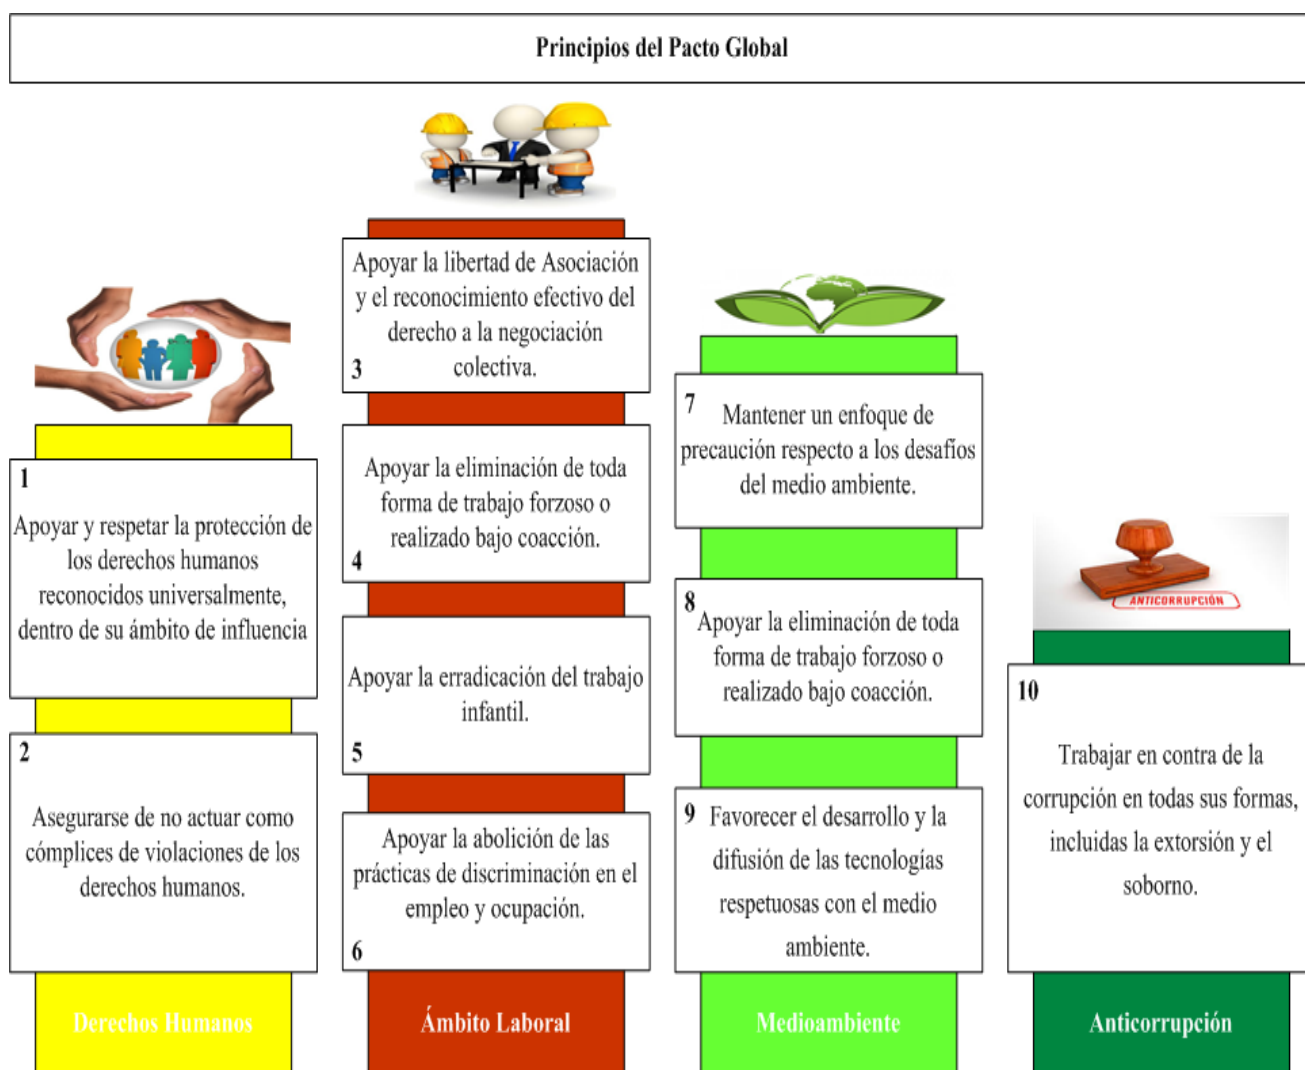 Principios del Pacto Global
1
Apoyar y respetar la protección de
los derechos humanos
reconocidos universalmente,
dentro de su ámbito de influencia
2
Asegurarse de no actuar como
cómplices de violaciones de los
derechos humanos.
Derechos Humanos
Apoyar la libertad de Asociación
y el reconocimiento efectivo del
derecho a la negociación
3
colectiva.
Apoyar la eliminación de toda
forma de trabajo forzoso o
realizado bajo coacción.
4
Apoyar la erradicación del trabajo
infantil.
5
Apoyar la abolición de las
prácticas de discriminación en el
empleo y ocupación.
6
Ámbito Laboral
7
Mantener un enfoque de
precaución respecto a los desafíos
del medio ambiente.
8
Apoyar la eliminación de toda
forma de trabajo forzoso o
realizado bajo coacción.
9
Favorecer el desarrollo y la
difusión de las tecnologías
respetuosas con el medio
ambiente.
Medioambiente
ANTICORRUPCIÓN
10
Trabajar en contra de la
corrupción en todas sus formas,
incluidas la extorsión y el
soborno.
Anticorrupción